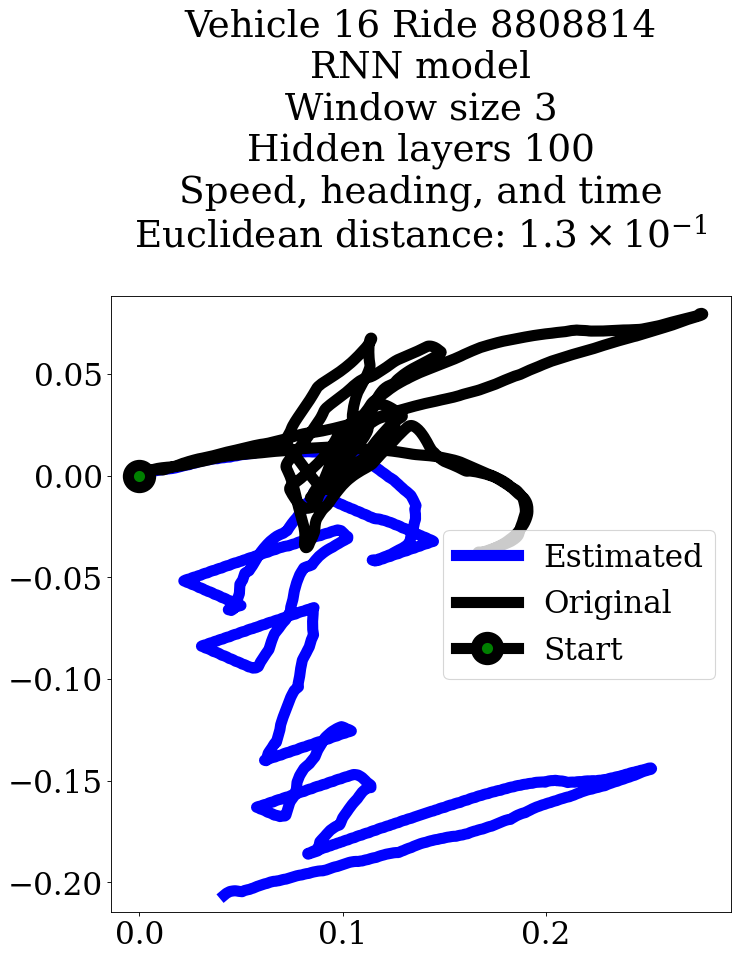 Vehicle 16 Ride 8808814
RNN model
Window size 3
Hidden layers 100
Speed, heading, and time
Euclidean distance: 1.3 × 10⁻¹
0.05
0.00
−0.05
−0.10
−0.15
−0.20
Estimated
Original
Start
0.0
0.1
0.2